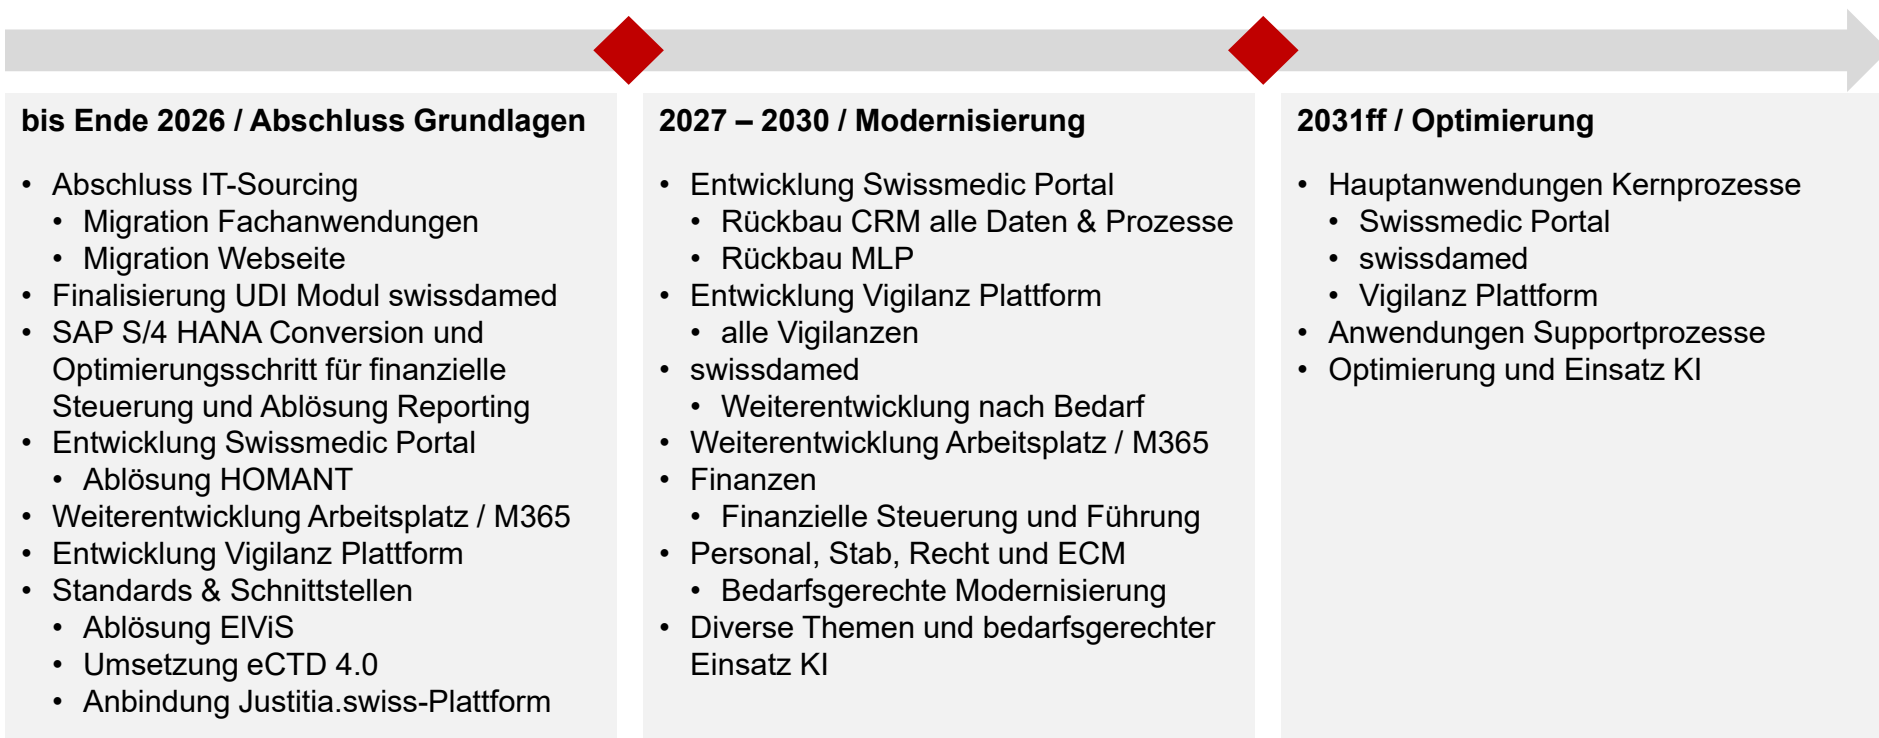 bis Ende 2026 / Abschluss Grundlagen
• Abschluss IT-Sourcing
• Migration Fachanwendungen
• Migration Webseite
• Finalisierung UDI Modul swissdamed
• SAP S/4 HANA Conversion und
Optimierungsschritt für finanzielle
Steuerung und Ablösung Reporting
• Entwicklung Swissmedic Portal
• Ablösung HOMANT
• Weiterentwicklung Arbeitsplatz / M365
• Entwicklung Vigilanz Plattform
• Standards & Schnittstellen
• Ablösung ElViS
• Umsetzung eCTD 4.0
• Anbindung Justitia.swiss-Plattform
2027 – 2030 / Modernisierung
• Entwicklung Swissmedic Portal
• Rückbau CRM alle Daten & Prozesse
• Rückbau MLP
• Entwicklung Vigilanz Plattform
• alle Vigilanzen
• swissdamed
• Weiterentwicklung nach Bedarf
• Weiterentwicklung Arbeitsplatz / M365
• Finanzen
• Finanzielle Steuerung und Führung
• Personal, Stab, Recht und ECM
• Bedarfsgerechte Modernisierung
• Diverse Themen und bedarfsgerechter
Einsatz KI
2031ff / Optimierung
• Hauptanwendungen Kernprozesse
• Swissmedic Portal
• swissdamed
• Vigilanz Plattform
• Anwendungen Supportprozesse
• Optimierung und Einsatz KI